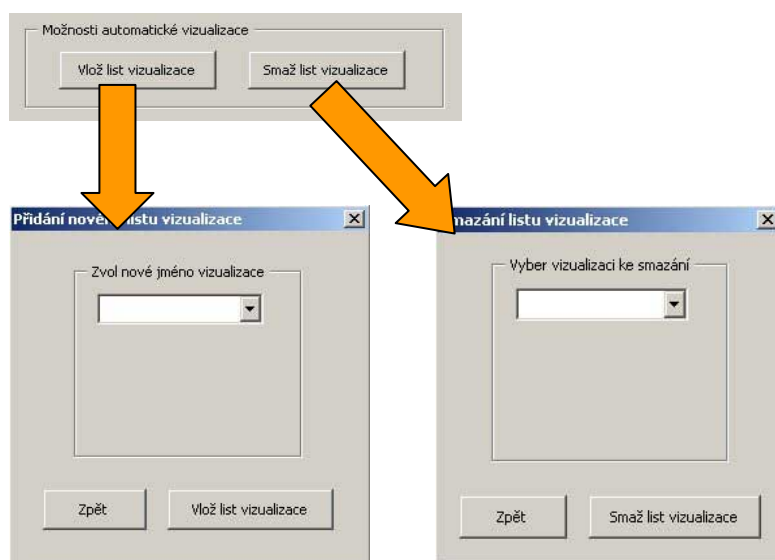 Možnosti automatické vizualizace
Vlož list vizualizace
Smaž list vizualizace
Přidání nového listu vizualizace
Zvol nové jméno vizualizace
Zpět
Vlož list vizualizace
mazání listu vizualizace
Vyber vizualizaci ke smazání
Zpět
Smaž list vizualizace